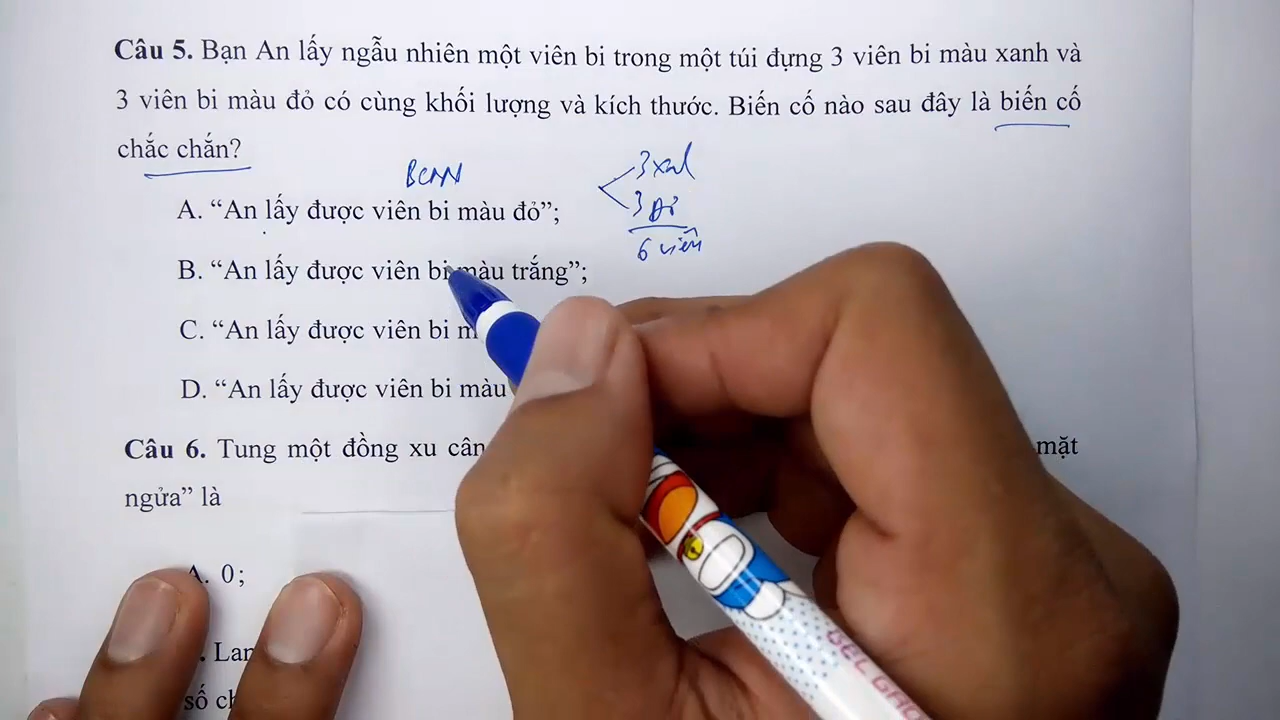 Câu 5. Bạn An lấy ngẫu nhiên một viên bi trong một túi đựng 3 viên bi màu xanh và
3 viên bi màu đỏ có cùng khối lượng và kích thước. Biến cố nào sau đây là biến cố
chắc chắn?
BCNN
3 xanh
A. “An lấy được viên bi màu đỏ”;
3 Đỏ
6 viên
B. “An lấy được viên bi màu trắng”;
C. “An lấy được viên bi
D. “An lấy được viên bi màu
Câu 6. Tung một đồng xu cân mặt
ngửa” là
A. 0;
số